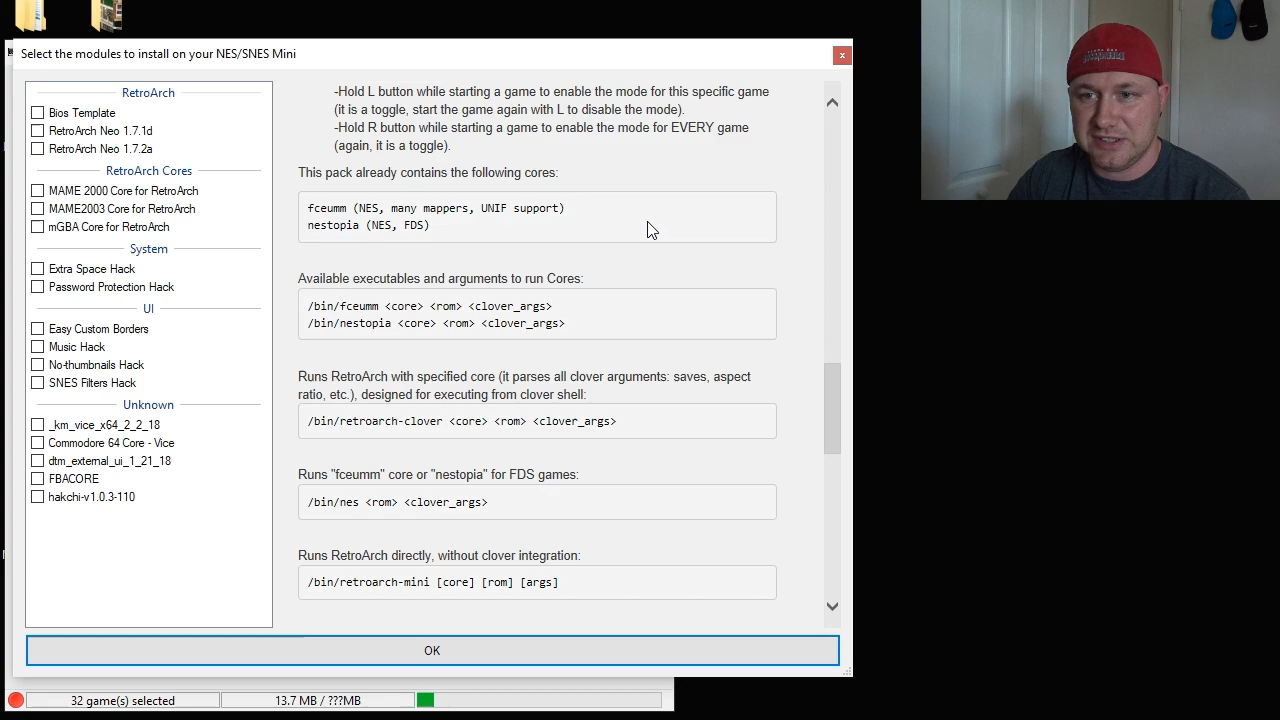 Select the modules to install on your NES/SNES Mini
x
RetroArch
Bios Template
RetroArch Neo 1.7.1d
RetroArch Neo 1.7.2a
RetroArch Cores
MAME 2000 Core for RetroArch
MAME2003 Core for RetroArch
mGBA Core for RetroArch
System
Extra Space Hack
Password Protection Hack
UI
Easy Custom Borders
Music Hack
No-thumbnails Hack
SNES Filters Hack
Unknown
_km_vice_x64_2_2_18
Commodore 64 Core - Vice
dtm_external_ui_1_21_18
FBACORE
hakchi-v1.0.3-110
-Hold L button while starting a game to enable the mode for this specific game
(it is a toggle, start the game again with L to disable the mode).
-Hold R button while starting a game to enable the mode for EVERY game
(again, it is a toggle).
This pack already contains the following cores:
fceumm (NES, many mappers, UNIF support)
nestopia (NES, FDS)
Available executables and arguments to run Cores:
/bin/fceumm <core> <rom> <clover_args>
/bin/nestopia <core> <rom> <clover_args>
Runs RetroArch with specified core (it parses all clover arguments: saves, aspect
ratio, etc.), designed for executing from clover shell:
/bin/retroarch-clover <core> <rom> <clover_args>
Runs "fceumm" core or "nestopia" for FDS games:
/bin/nes <rom> <clover_args>
Runs RetroArch directly, without clover integration:
/bin/retroarch-mini [core] [rom] [args]
OK
32 game(s) selected
13.7 MB / ???MB